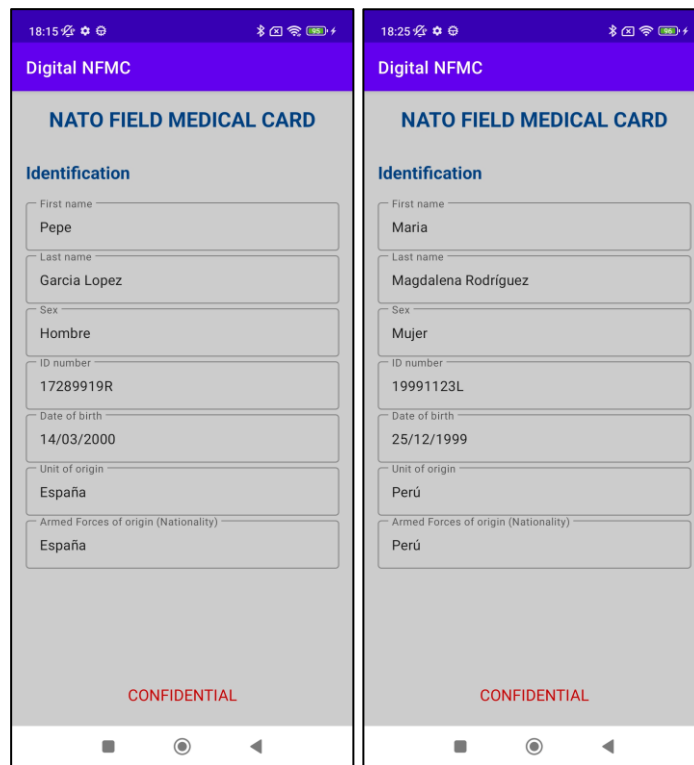 18:15
95
Digital NFMC
NATO FIELD MEDICAL CARD
Identification
First name
Pepe
Last name
Garcia Lopez
Sex
Hombre
ID number
17289919R
Date of birth
14/03/2000
Unit of origin
España
Armed Forces of origin (Nationality)
España
CONFIDENTIAL
18:25
96
Digital NFMC
NATO FIELD MEDICAL CARD
Identification
First name
Maria
Last name
Magdalena Rodríguez
Sex
Mujer
ID number
19991123L
Date of birth
25/12/1999
Unit of origin
Perú
Armed Forces of origin (Nationality)
Perú
CONFIDENTIAL